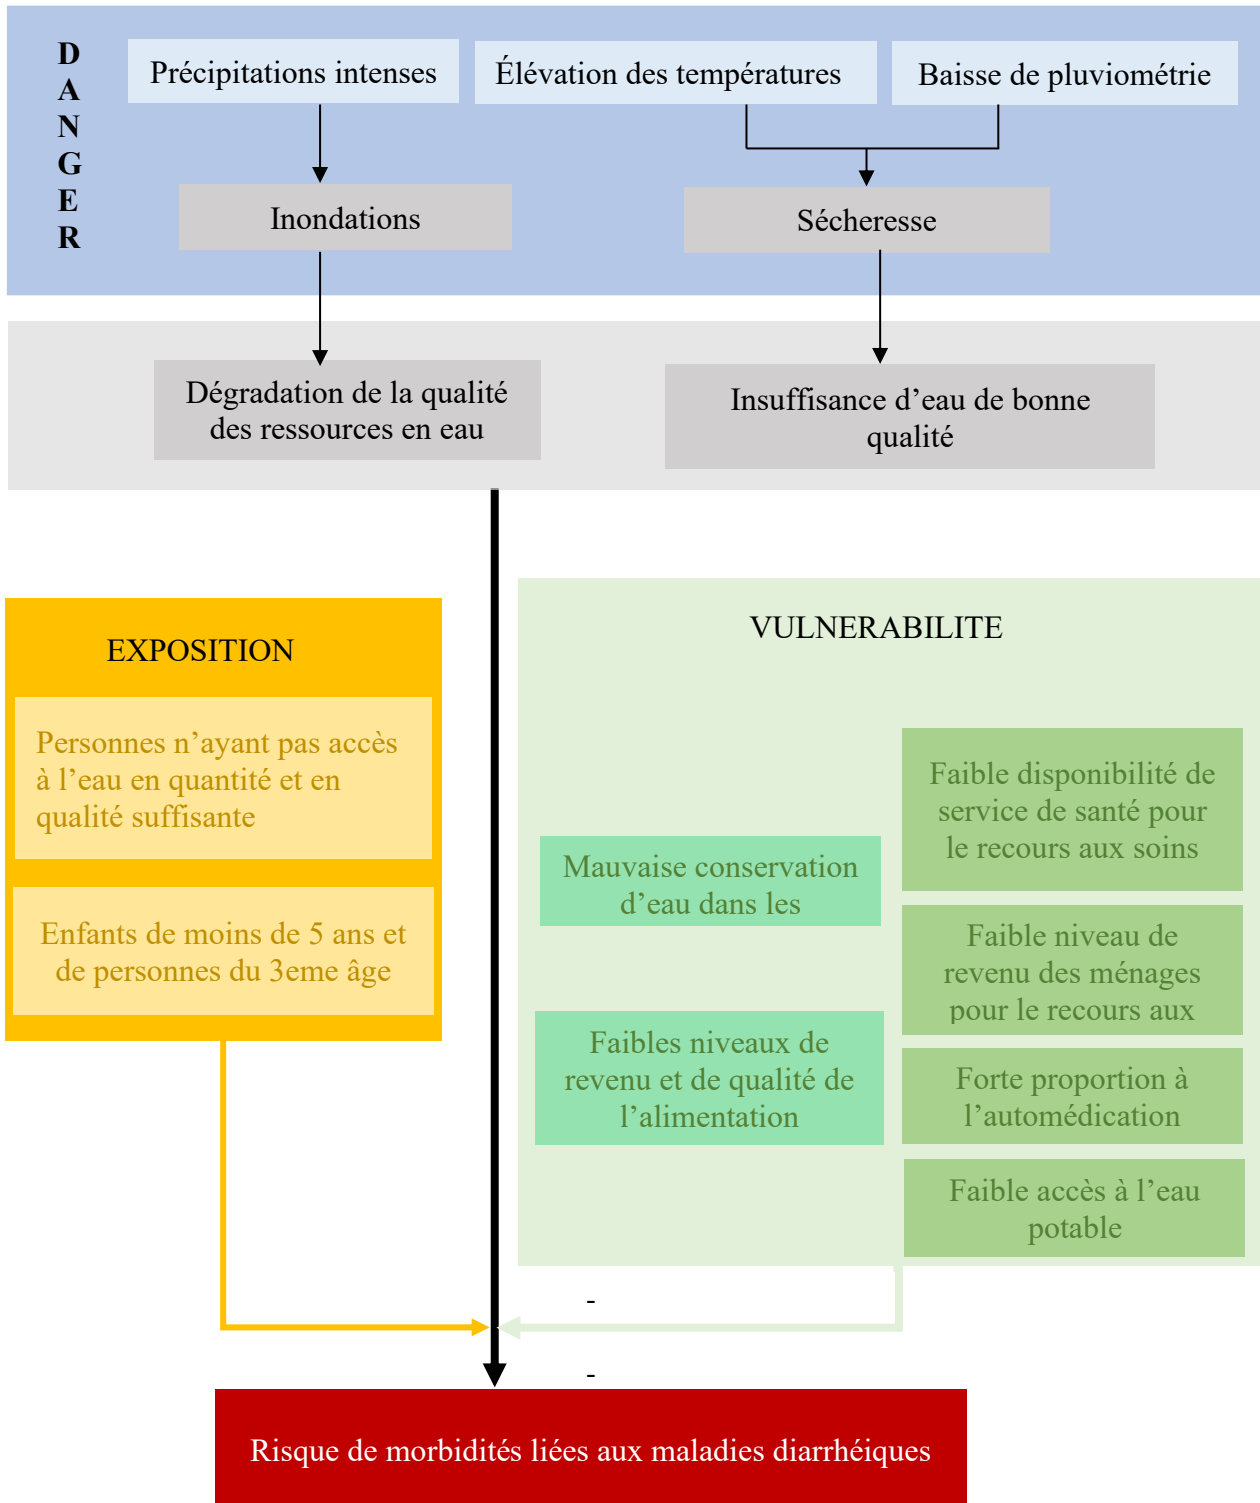 D
A
N
G
E
R
Précipitations intenses
Élévation des températures
Baisse de pluviométrie
Inondations
Sécheresse
Dégradation de la qualité
des ressources en eau
Insuffisance d’eau de bonne
qualité
EXPOSITION
Personnes n’ayant pas accès
à l’eau en quantité et en
qualité suffisante
Enfants de moins de 5 ans et
de personnes du 3eme âge
VULNERABILITE
Mauvaise conservation
d’eau dans les
Faibles niveaux de
revenu et de qualité de
l’alimentation
Faible disponibilité de
service de santé pour
le recours aux soins
Faible niveau de
revenu des ménages
pour le recours aux
Forte proportion à
l’automédication
Faible accès à l’eau
potable
-
-
Risque de morbidités liées aux maladies diarrhéiques